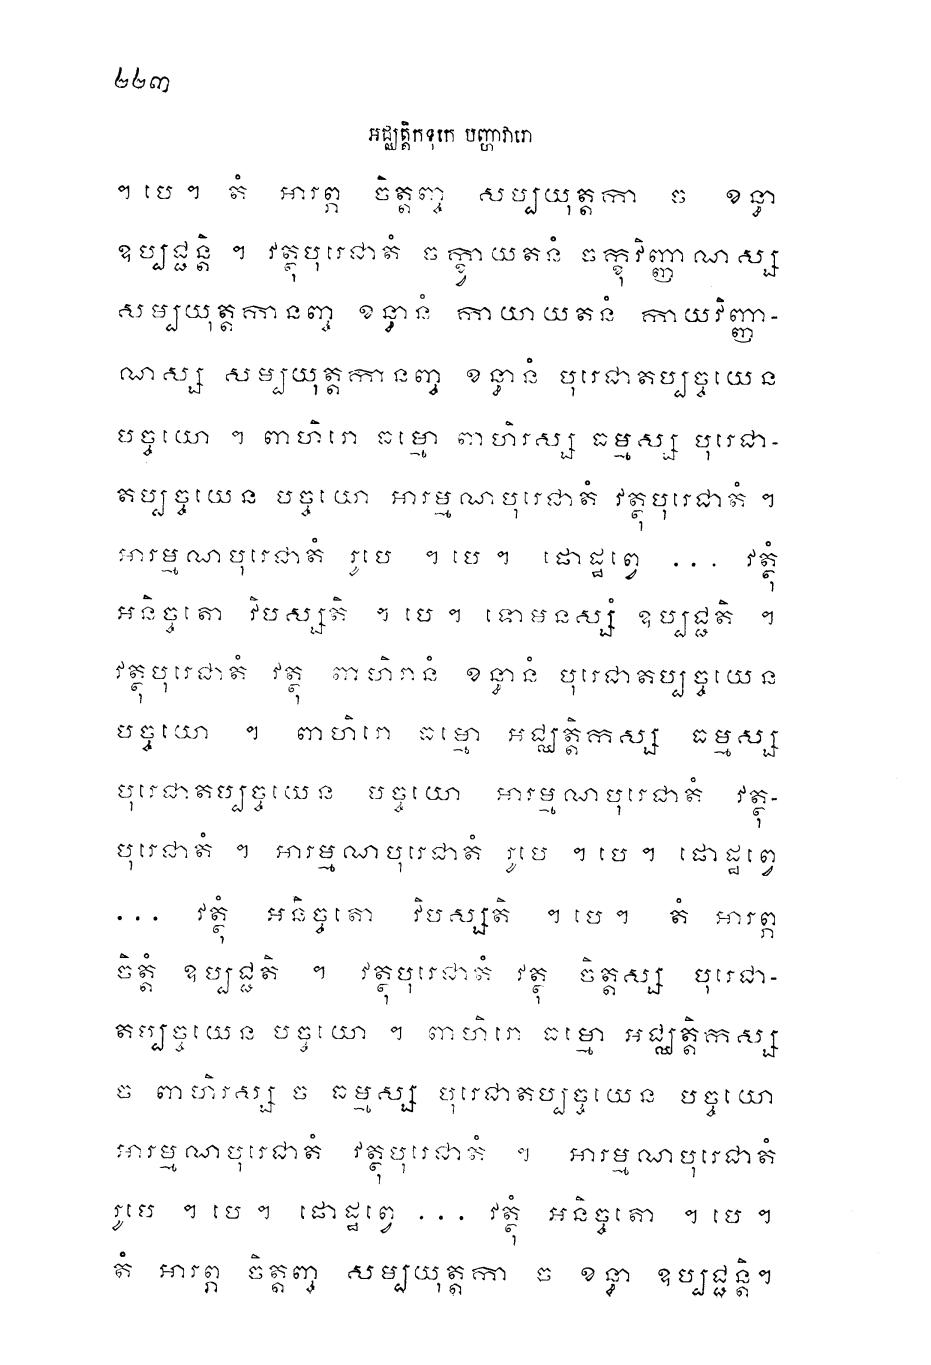 ២២៣
អជ្ឈត្តិកទុកេ បញ្ហាវារោ
។ បេ ។ តំ អារព្ភ ចិត្តញ្ច សប្បយុត្តកា ច ខន្ធា
ឧប្បជ្ជន្តិ ។ វត្ថុបុរេជាតំ ចក្ខ្វាយតនំ ចក្ខុវិញ្ញាណស្ស
សម្បយុត្តកានញ្ច ខន្ធានំ កាយាយតនំ កាយវិញ្ញា-
ណស្ស សម្បយុត្តកានញ្ច ខន្ធានំ បុរេជាតប្បច្ចយេន
បច្ចយោ ។ ពាហិរោ ធម្មោ ពាហិរស្ស ធម្មស្ស បុរេជា-
តប្បច្ចយេន បច្ចយោ អារម្មណបុរេជាតំ វត្ថុបុរេជាតំ ។
អារម្មណបុរេជាតំ រូបេ ។ បេ ។ ផោដ្ឋព្វេ ... វត្ថុំ
អនិច្ចតោ វិបស្សតិ ។ បេ ។ ទោមនស្សំ ឧប្បជ្ជតិ ។
វត្ថុបុរេជាតំ វត្ថុ ពាហិរានំ ខន្ធានំ បុរេជាតប្បច្ចយេន
បច្ចយោ ។ ពាហិរោ ធម្មោ អជ្ឈត្តិកស្ស ធម្មស្ស
បុរេជាតប្បច្ចយេន បច្ចយោ អារម្មណបុរេជាតំ វត្ថុ-
បុរេជាតំ ។ អារម្មណបុរេជាតំ រូបេ ។ បេ ។ ផោដ្ឋព្វេ
... វត្ថុំ អនិច្ចតោ វិបស្សតិ ។ បេ ។ តំ អារព្ភ
ចិត្តំ ឧប្បជ្ជតិ ។ វត្ថុបុរេជាតំ វត្ថុ ចិត្តស្ស បុរេជា-
តប្បច្ចយេន បច្ចយោ ។ ពាហិរោ ធម្មោ អជ្ឈត្តិកស្ស
ច ពាហិរស្ស ច ធម្មស្ស បុរេជាតប្បច្ចយេន បច្ចយោ
អារម្មណបុរេជាតំ វត្ថុបុរេជាតំ ។ អារម្មណបុរេជាតំ
រូបេ ។ បេ ។ ផោដ្ឋព្វេ ... វត្ថុំ អនិច្ចតោ ។ បេ ។
តំ អារព្ភ ចិត្តញ្ច សម្បយុត្តកា ច ខន្ធា ឧប្បជ្ជន្តិ។